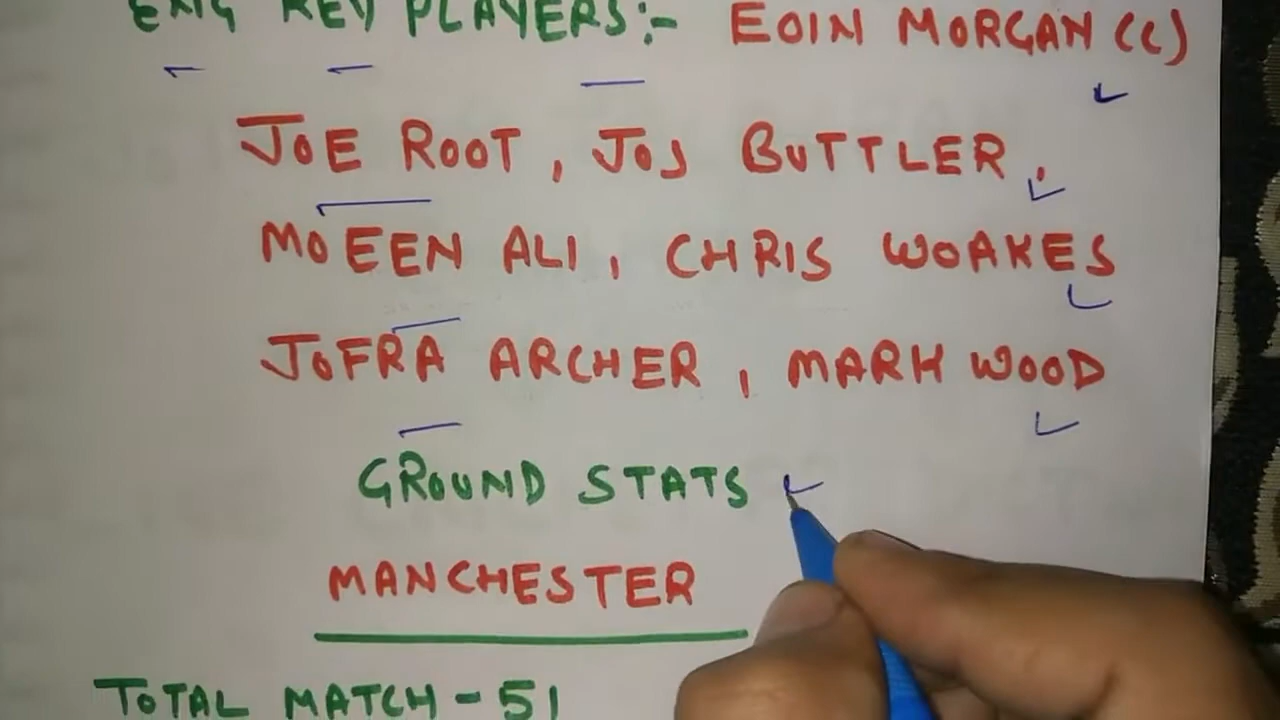 ENG KEY PLAYERS:- EOIN MORGAN (C)
JOE ROOT, JOS BUTTLER,
MOEEN ALI, CHRIS WOAKES
JOFRA ARCHER, MARK WOOD
GROUND STATS
MANCHESTER
TOTAL MATCH - 51